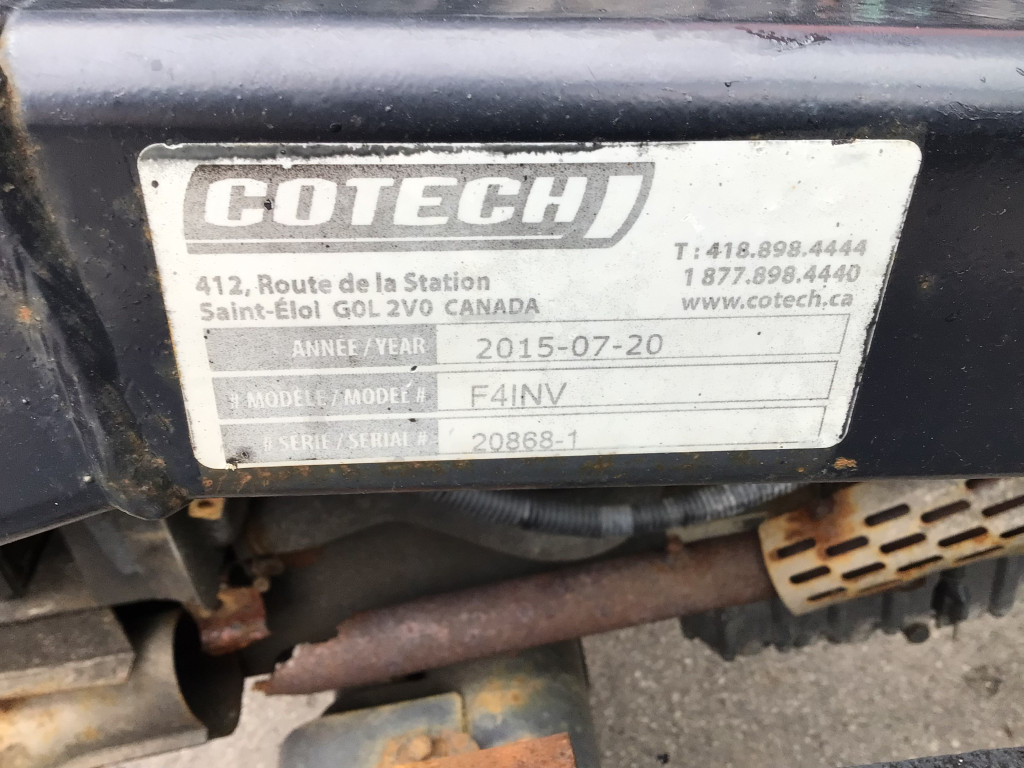 COTECH
412, Route de la Station
Saint-Éloi G0L 2V0 CANADA
T : 418.898.4444
1 877.898.4440
www.cotech.ca
ANNÉE / YEAR 2015-07-20
# MODÈLE / MODEL # F4INV
# SÉRIE / SERIAL # 20868-1